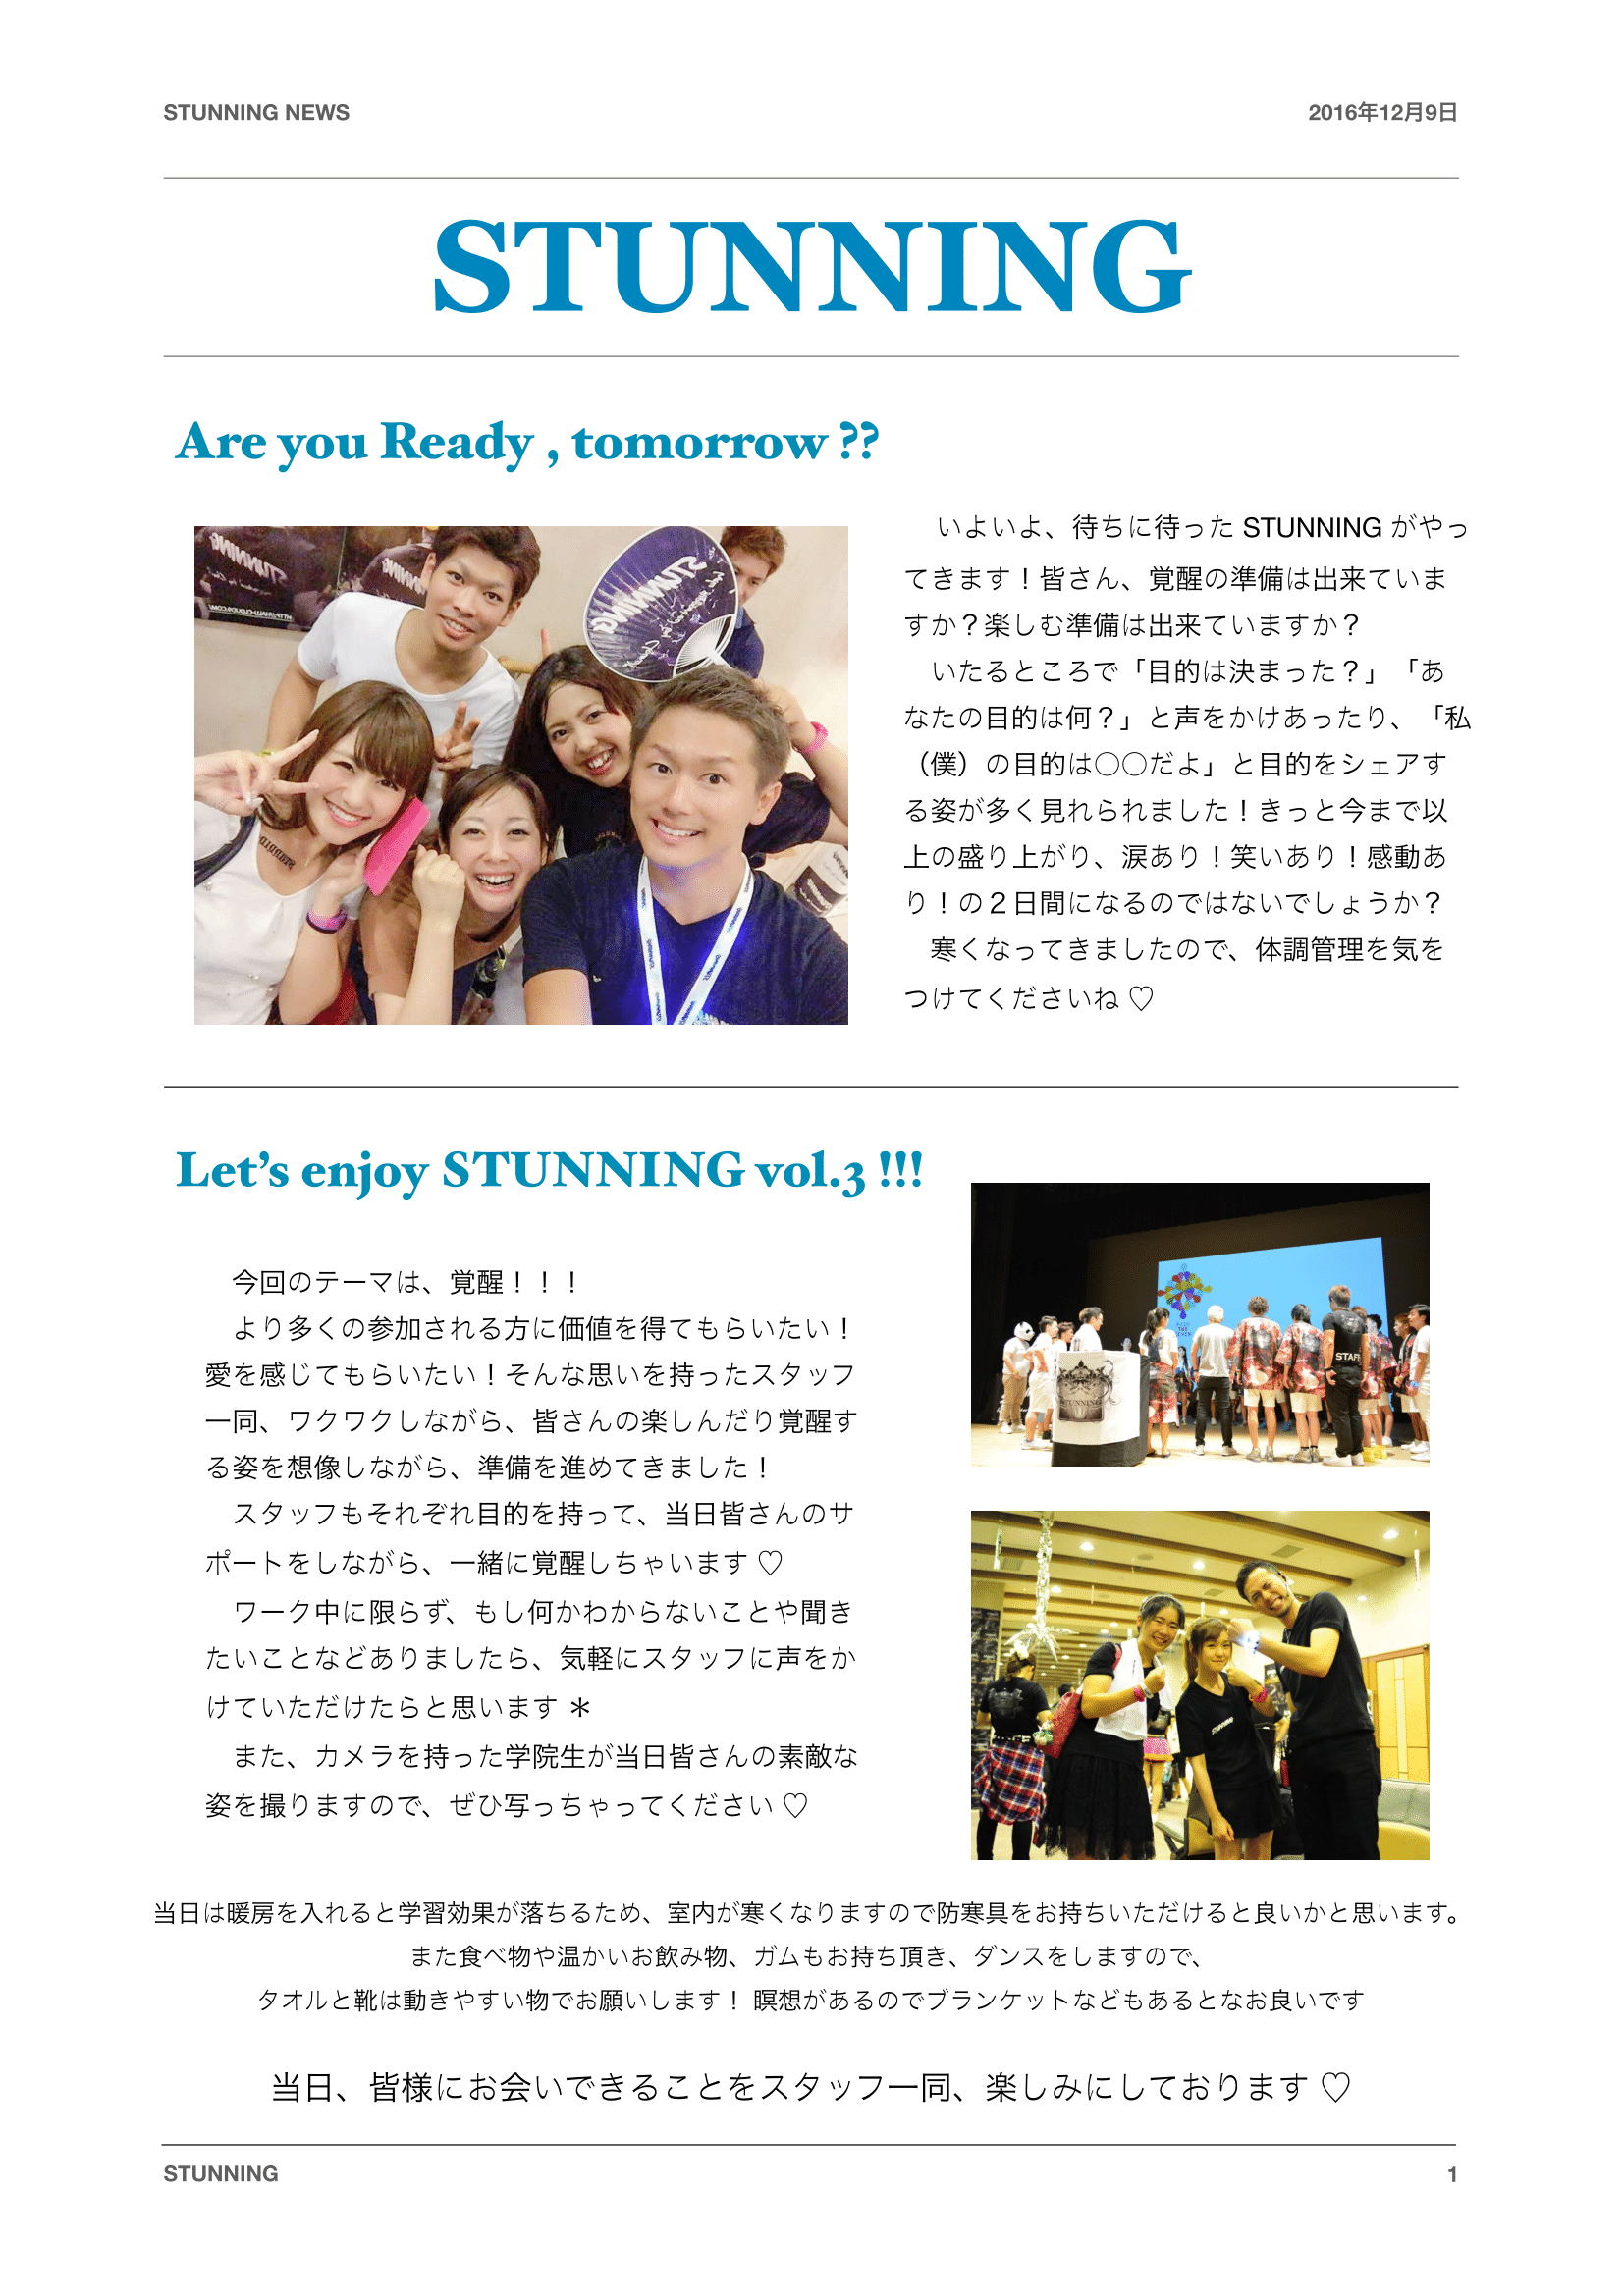 STUNNING NEWS
2016年12月9日
STUNNING
Are you Ready , tomorrow ??
いよいよ、待ちに待った STUNNING がやっ
てきます！皆さん、覚醒の準備は出来ていま
すか？楽しむ準備は出来ていますか？
いたるところで「目的は決まった？」「あ
なたの目的は何？」と声をかけあったり、「私
（僕）の目的は○○だよ」と目的をシェアす
る姿が多く見れられました！きっと今まで以
上の盛り上がり、涙あり！笑いあり！感動あ
り！の２日間になるのではないでしょうか？
寒くなってきましたので、体調管理を気を
つけてくださいね ♡
Let’s enjoy STUNNING vol.3 !!!
今回のテーマは、覚醒！！！
より多くの参加される方に価値を得てもらいたい！
愛を感じてもらいたい！そんな思いを持ったスタッフ
一同、ワクワクしながら、皆さんの楽しんだり覚醒す
る姿を想像しながら、準備を進めてきました！
スタッフもそれぞれ目的を持って、当日皆さんのサ
ポートをしながら、一緒に覚醒しちゃいます ♡
ワーク中に限らず、もし何かわからないことや聞き
たいことなどありましたら、気軽にスタッフに声をか
けていただけたらと思います ＊
また、カメラを持った学院生が当日皆さんの素敵な
姿を撮りますので、ぜひ写っちゃってください ♡
STAFF
STUNNING
当日は暖房を入れると学習効果が落ちるため、室内が寒くなりますので防寒具をお持ちいただけると良いかと思います。
また食べ物や温かいお飲み物、ガムもお持ち頂き、ダンスをしますので、
タオルと靴は動きやすい物でお願いします！ 瞑想があるのでブランケットなどもあるとなお良いです
当日、皆様にお会いできることをスタッフ一同、楽しみにしております ♡
STUNNING
1